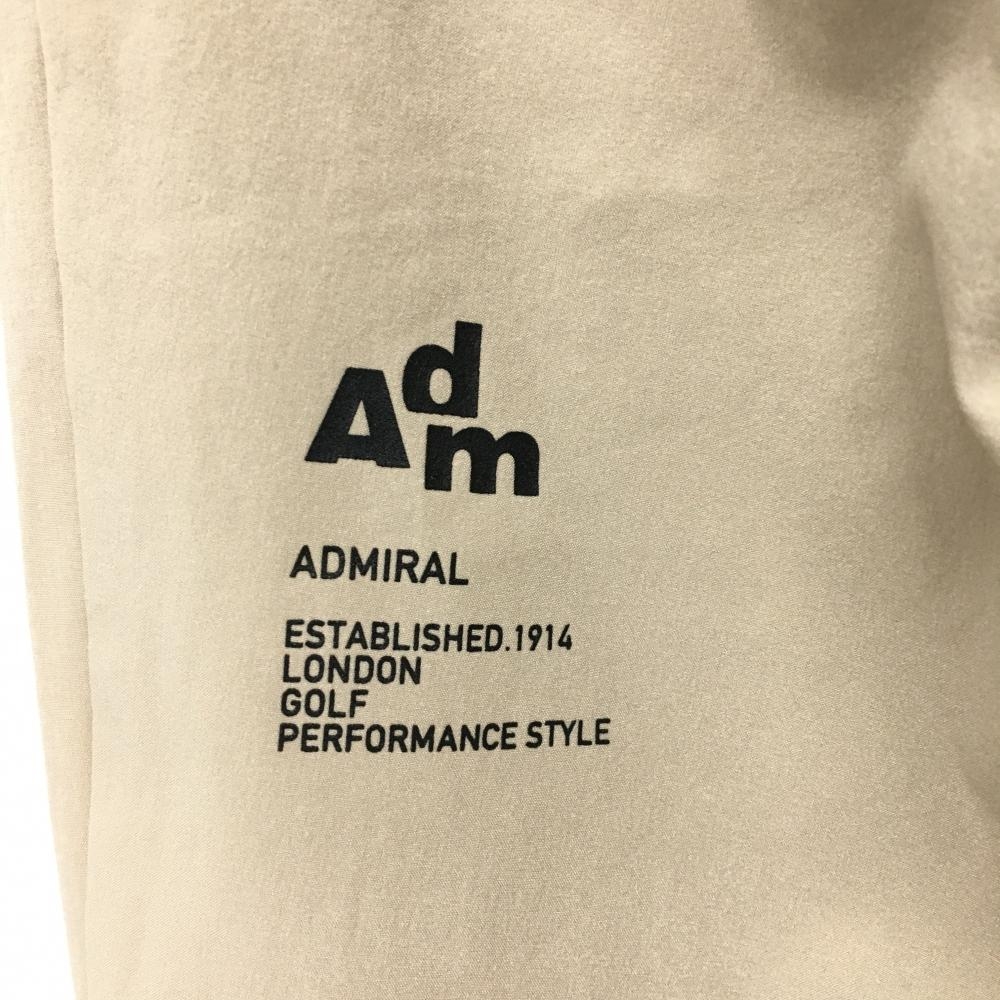 Adm
ADMIRAL
ESTABLISHED.1914
LONDON
GOLF
PERFORMANCE STYLE